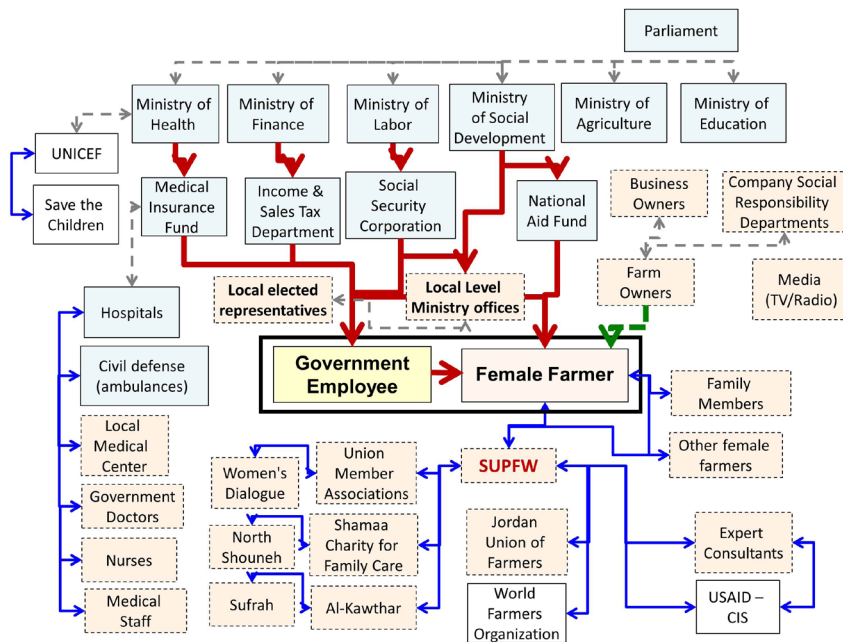 Parliament
Ministry of
Health
Ministry of
Finance
Ministry of
Labor
Ministry
of Social
Development
Ministry of
Agriculture
Ministry of
Education
UNICEF
Save the
Children
Medical
Insurance
Fund
Income &
Sales Tax
Department
Social
Security
Corporation
National
Aid Fund
Business
Owners
Company Social
Responsibility
Departments
Local elected
representatives
Local Level
Ministry offices
Farm
Owners
Media
(TV/Radio)
Hospitals
Civil defense
(ambulances)
Government
Employee
Female Farmer
Family
Members
Other female
farmers
Local
Medical
Center
Government
Doctors
Nurses
Medical
Staff
Women's
Dialogue
Union
Member
Associations
SUPFW
North
Shouneh
Shamaa
Charity for
Family Care
Sufrah
Al-Kawthar
Jordan
Union of
Farmers
World
Farmers
Organization
Expert
Consultants
USAID –
CIS